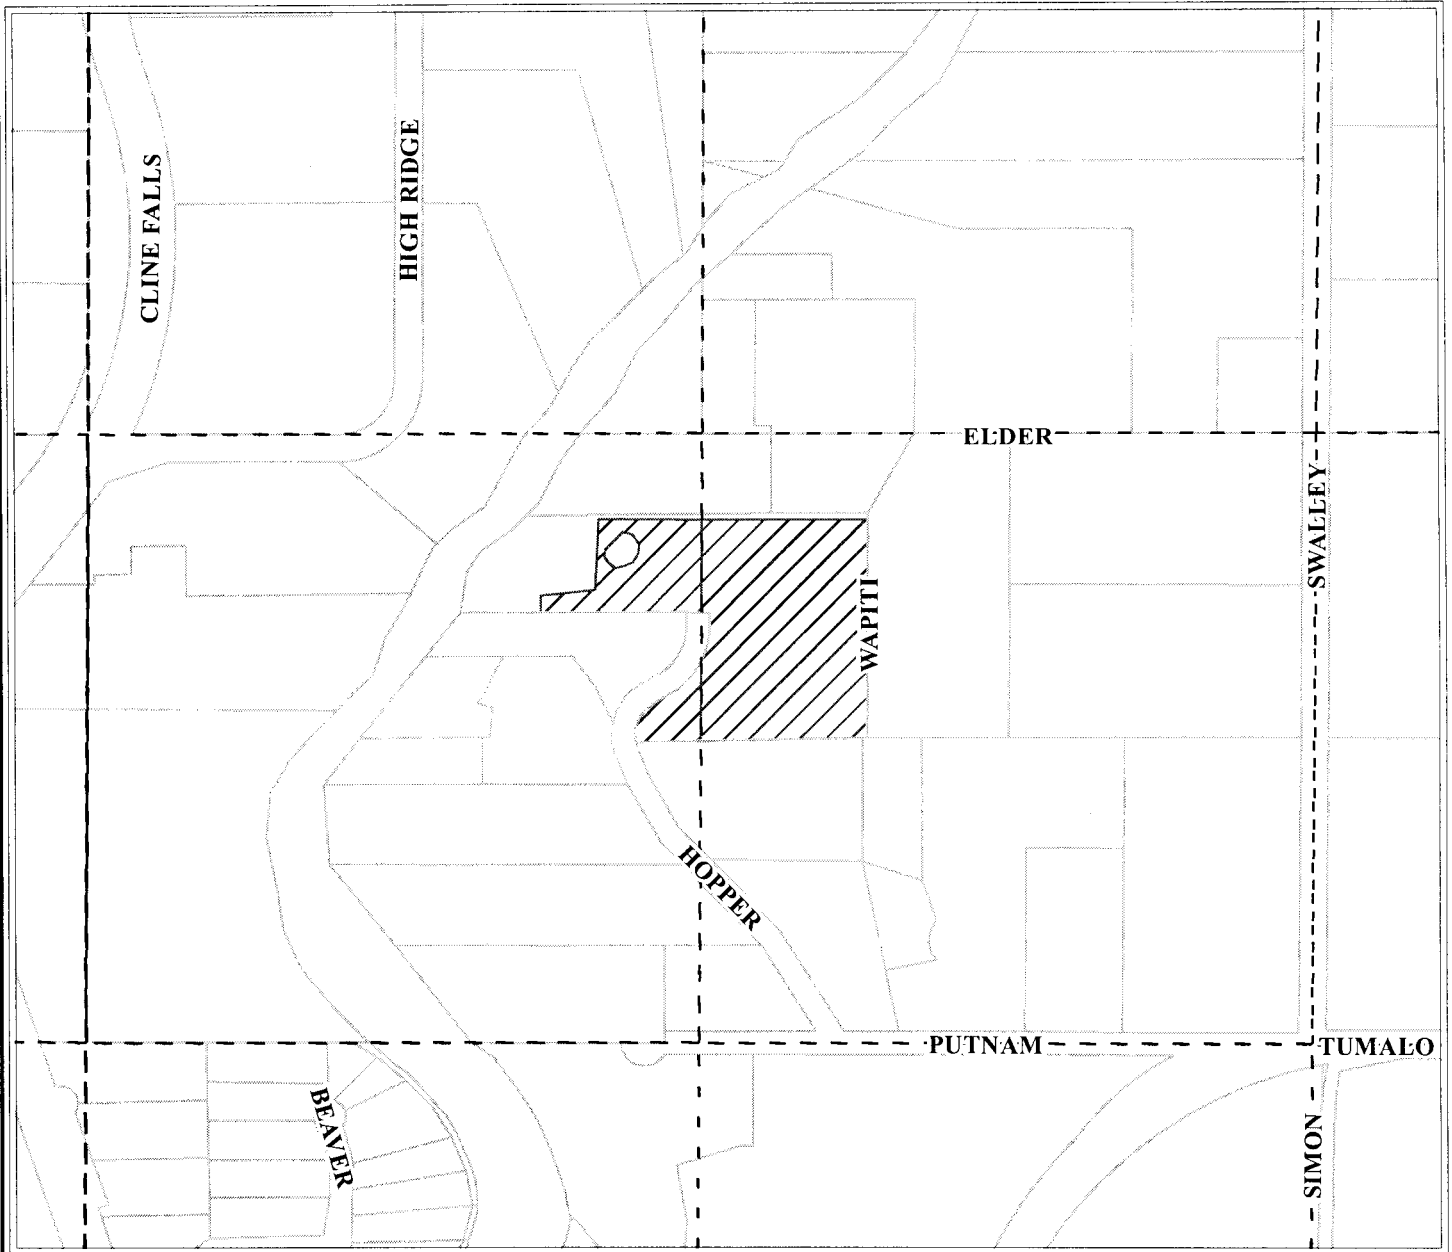 CLINE FALLS
HIGH RIDGE
ELDER
SWALLEY
WAPITI
HOPPER
PUTNAM
TUMALO
BEAVER
SIMON